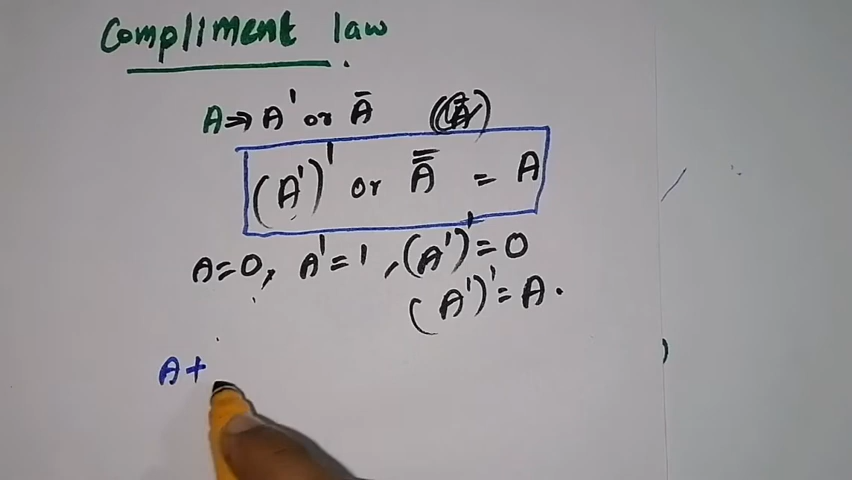 Compliment law
A ⇒ A' or Ā
(A')' or A̿ = A
A=0, A'=1, (A')'=0
(A')'=A.
A+